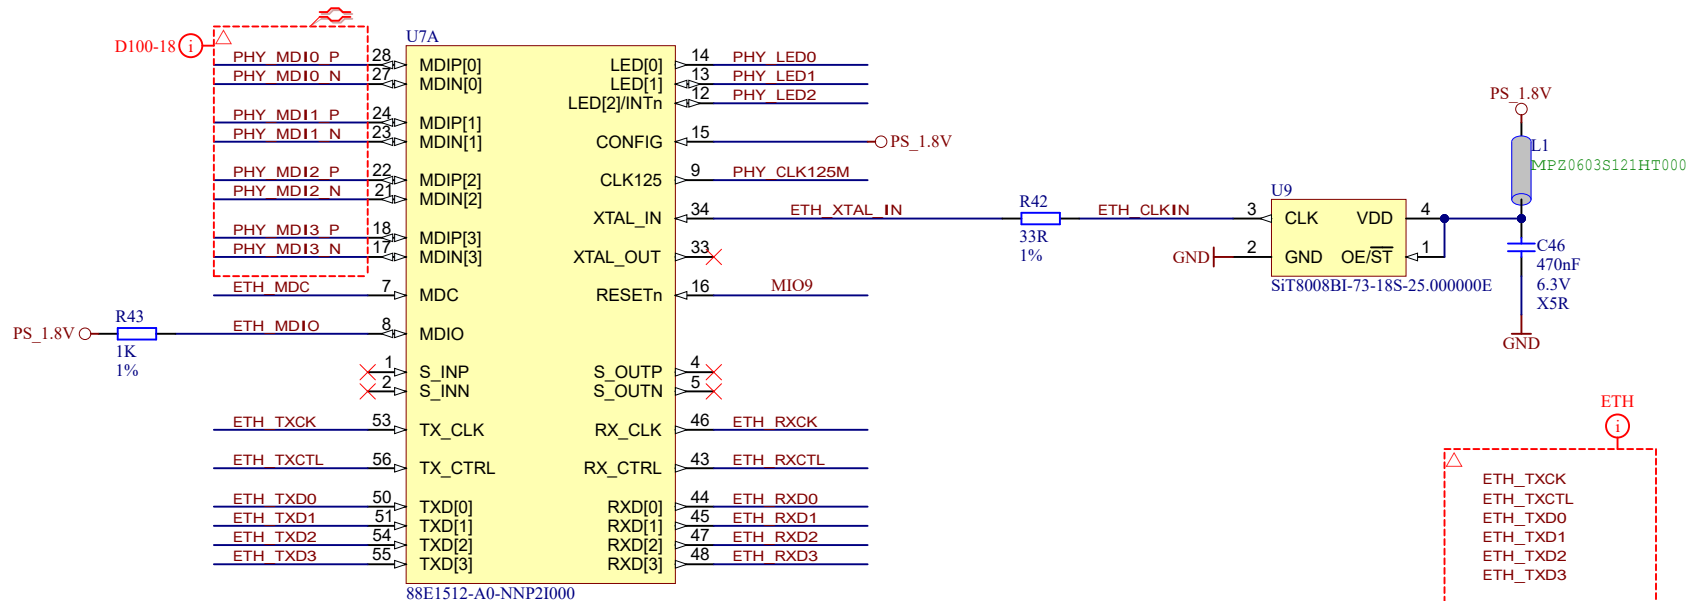 D100-18
i
U7A
PHY_MDI0_P 28 MDIP[0] LED[0] 14 PHY_LED0
PHY_MDI0_N 27 MDIN[0] LED[1] 13 PHY_LED1
LED[2]/INTn 12 PHY_LED2
PHY_MDI1_P 24 MDIP[1]
PHY_MDI1_N 23 MDIN[1] CONFIG 15 PS_1.8V
PHY_MDI2_P 22 MDIP[2] CLK125 9 PHY_CLK125M
PHY_MDI2_N 21 MDIN[2]
XTAL_IN 34 ETH_XTAL_IN
PHY_MDI3_P 18 MDIP[3]
PHY_MDI3_N 17 MDIN[3] XTAL_OUT 33
ETH_MDC 7 MDC RESETn 16 MIO9
ETH_MDIO 8 MDIO
1 S_INP S_OUTP 4
2 S_INN S_OUTN 5
ETH_TXCK 53 TX_CLK RX_CLK 46 ETH_RXCK
ETH_TXCTL 56 TX_CTRL RX_CTRL 43 ETH_RXCTL
ETH_TXD0 50 TXD[0] RXD[0] 44 ETH_RXD0
ETH_TXD1 51 TXD[1] RXD[1] 45 ETH_RXD1
ETH_TXD2 54 TXD[2] RXD[2] 47 ETH_RXD2
ETH_TXD3 55 TXD[3] RXD[3] 48 ETH_RXD3
88E1512-A0-NNP2I000
PS_1.8V
R43
1K
1%
R42
33R
1%
ETH_CLKIN
U9
3 CLK VDD 4
GND 2 GND OE/ST 1
SiT8008BI-73-18S-25.000000E
PS_1.8V
L1
MPZ0603S121HT000
C46
470nF
6.3V
X5R
GND
ETH
i
ETH_TXCK
ETH_TXCTL
ETH_TXD0
ETH_TXD1
ETH_TXD2
ETH_TXD3